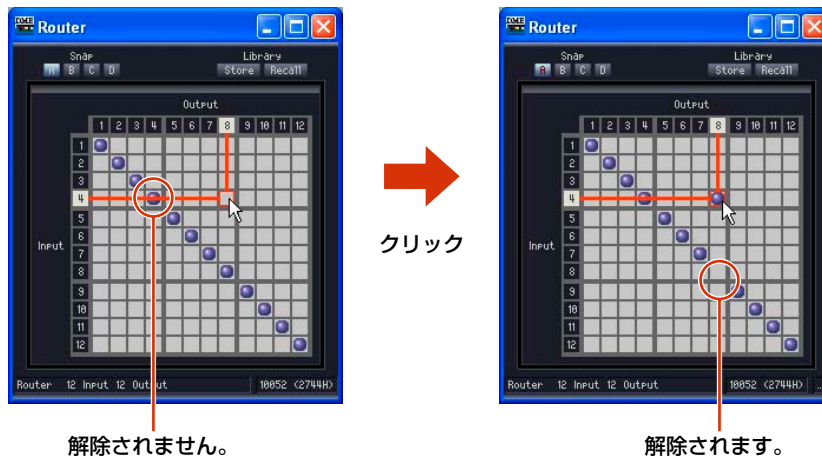 DME Router
Snap Library
A B C D Store Recall
Output
1 2 3 4 5 6 7 8 9 10 11 12
1
2
3
4
5
6
Input
7
8
9
10
11
12
Router 12 Input 12 Output 10052 (2744H)
解除されません。
クリック
DME Router
Snap Library
A B C D Store Recall
Output
1 2 3 4 5 6 7 8 9 10 11 12
1
2
3
4
5
6
Input
7
8
9
10
11
12
Router 12 Input 12 Output 10052 (2744H) ..
解除されます。